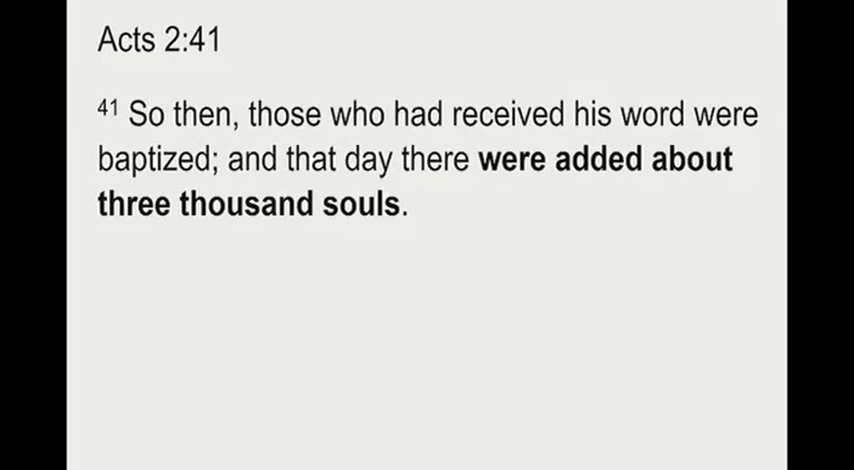 Acts 2:41
41 So then, those who had received his word were
baptized; and that day there were added about
three thousand souls.